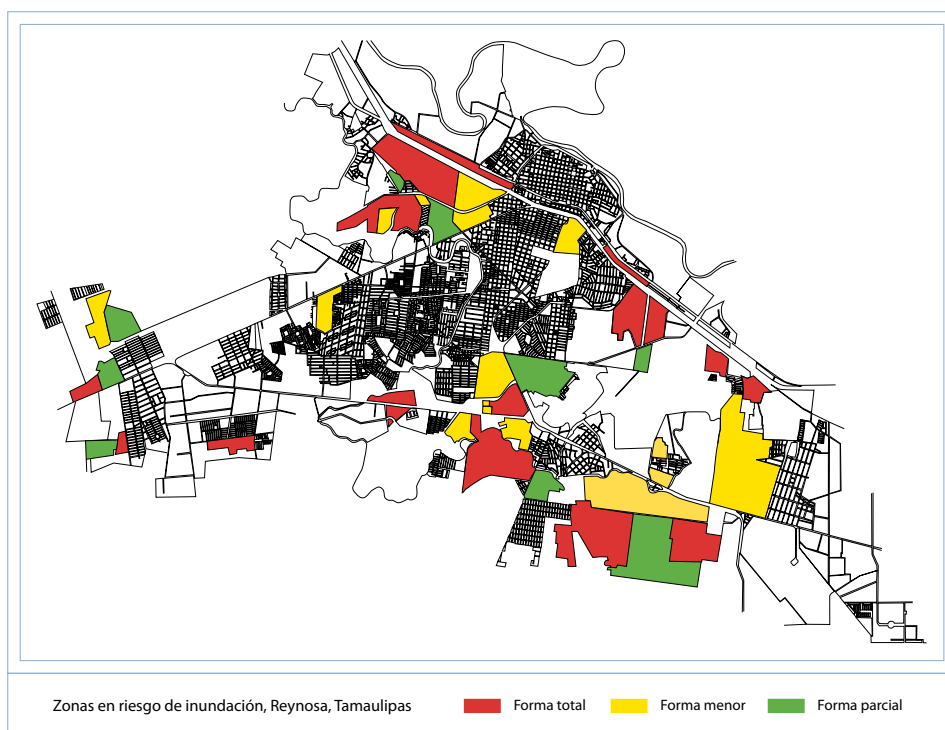 Zonas en riesgo de inundación, Reynosa, Tamaulipas
Forma total
Forma menor
Forma parcial